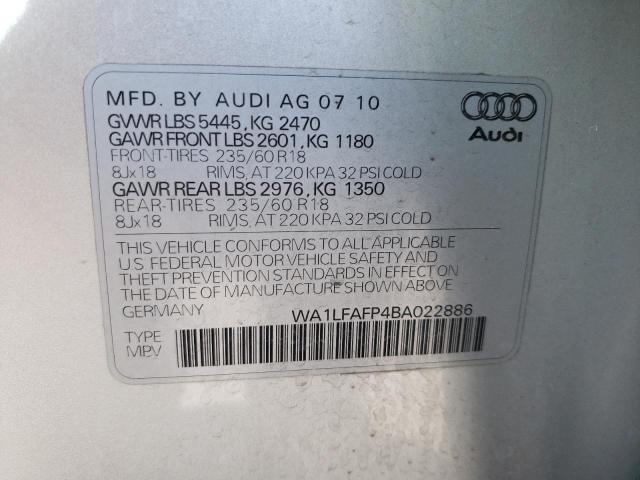 MFD. BY AUDI AG 07 10
GVWR LBS 5445, KG 2470
GAWR FRONT LBS 2601, KG 1180
FRONT-TIRES 235/60 R18
8Jx18 RIMS, AT 220 KPA 32 PSI COLD
GAWR REAR LBS 2976, KG 1350
REAR-TIRES 235/60 R18
8Jx18 RIMS, AT 220 KPA 32 PSI COLD
Audi
THIS VEHICLE CONFORMS TO ALL APPLICABLE
U.S. FEDERAL MOTOR VEHICLE SAFETY AND
THEFT PREVENTION STANDARDS IN EFFECT ON
THE DATE OF MANUFACTURE SHOWN ABOVE.
GERMANY WA1LFAFP4BA022886
TYPE
MPV